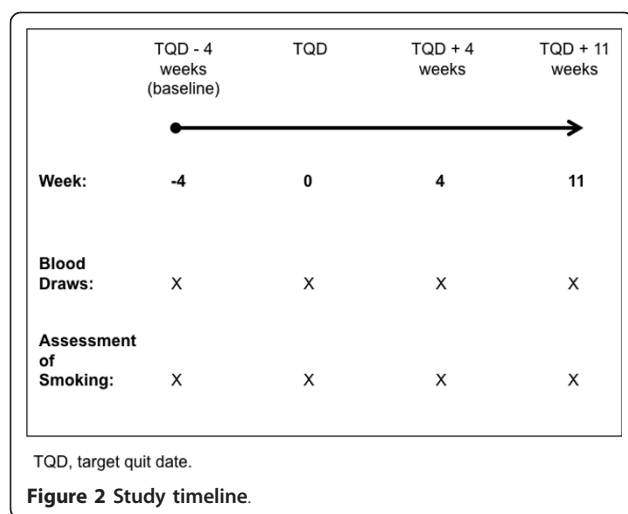 TQD - 4 weeks (baseline) TQD TQD + 4 weeks TQD + 11 weeks
Week: -4 0 4 11
Blood
Draws: X X X X
Assessment
of
Smoking: X X X X
TQD, target quit date.
Figure 2 Study timeline.